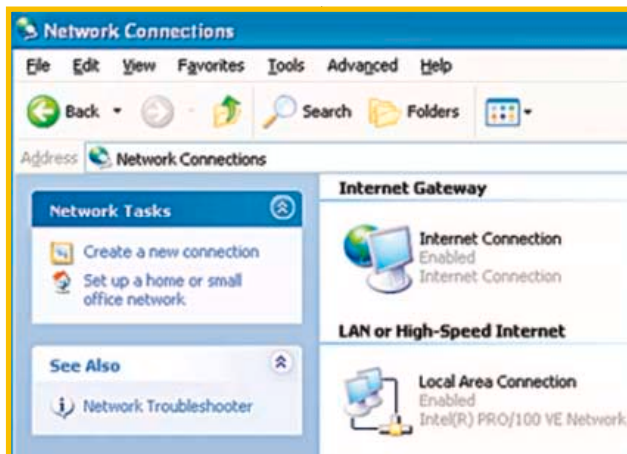 Network Connections
File Edit View Favorites Tools Advanced Help
Back Search Folders
Address Network Connections
Network Tasks
Create a new connection
Set up a home or small
office network
See Also
Network Troubleshooter
Internet Gateway
Internet Connection
Enabled
Internet Connection
LAN or High-Speed Internet
Local Area Connection
Enabled
Intel(R) PRO/100 VE Network